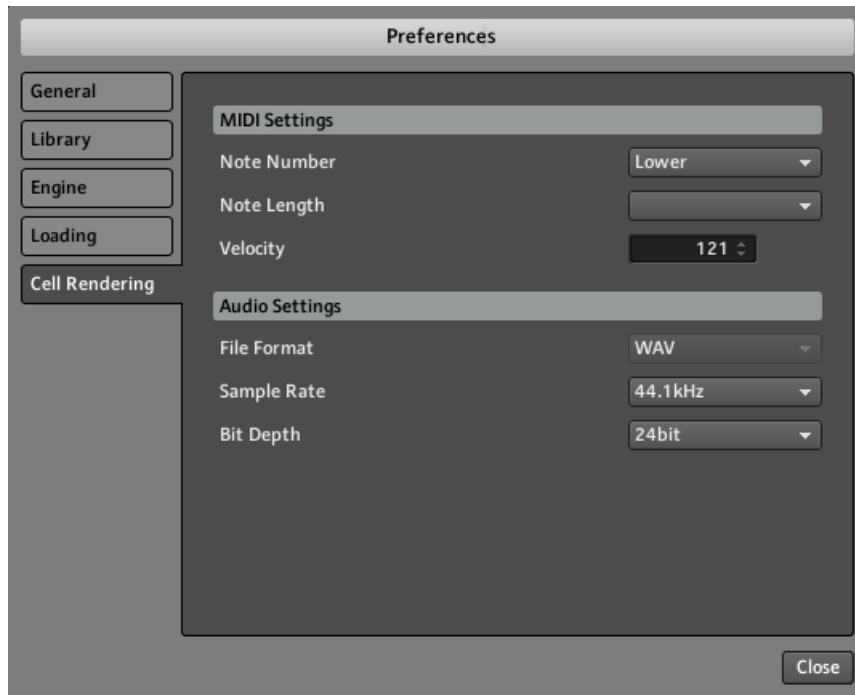 Preferences
General
Library
Engine
Loading
Cell Rendering
MIDI Settings
Note Number Lower
Note Length
Velocity 121
Audio Settings
File Format WAV
Sample Rate 44.1kHz
Bit Depth 24bit
Close